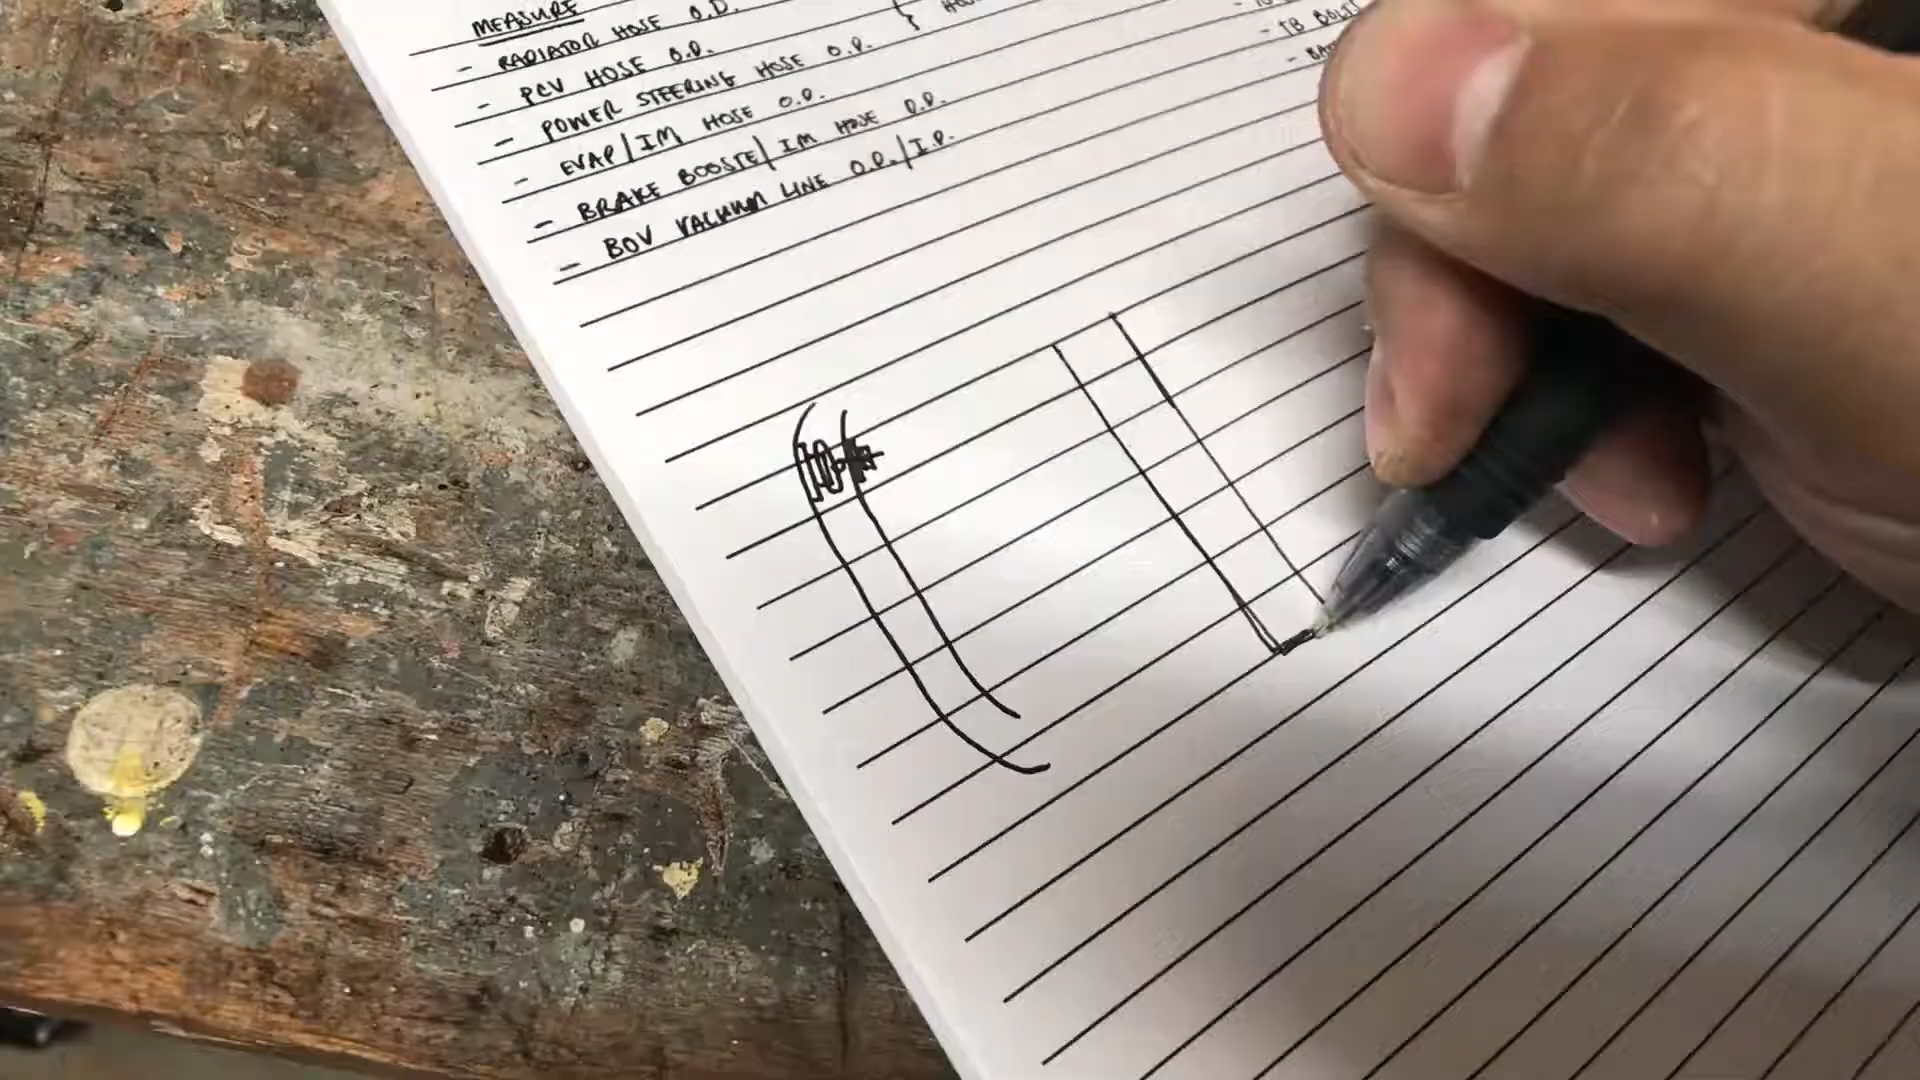 MEASURE
- RADIATOR HOSE O.D.
- PCV HOSE O.D.
- POWER STEERING HOSE O.D.
- EVAP/IM HOSE O.D.
- BRAKE BOOSTE/IM HOSE O.D.
- BOV VACUUM LINE O.D./I.D.
- TB BOLTS